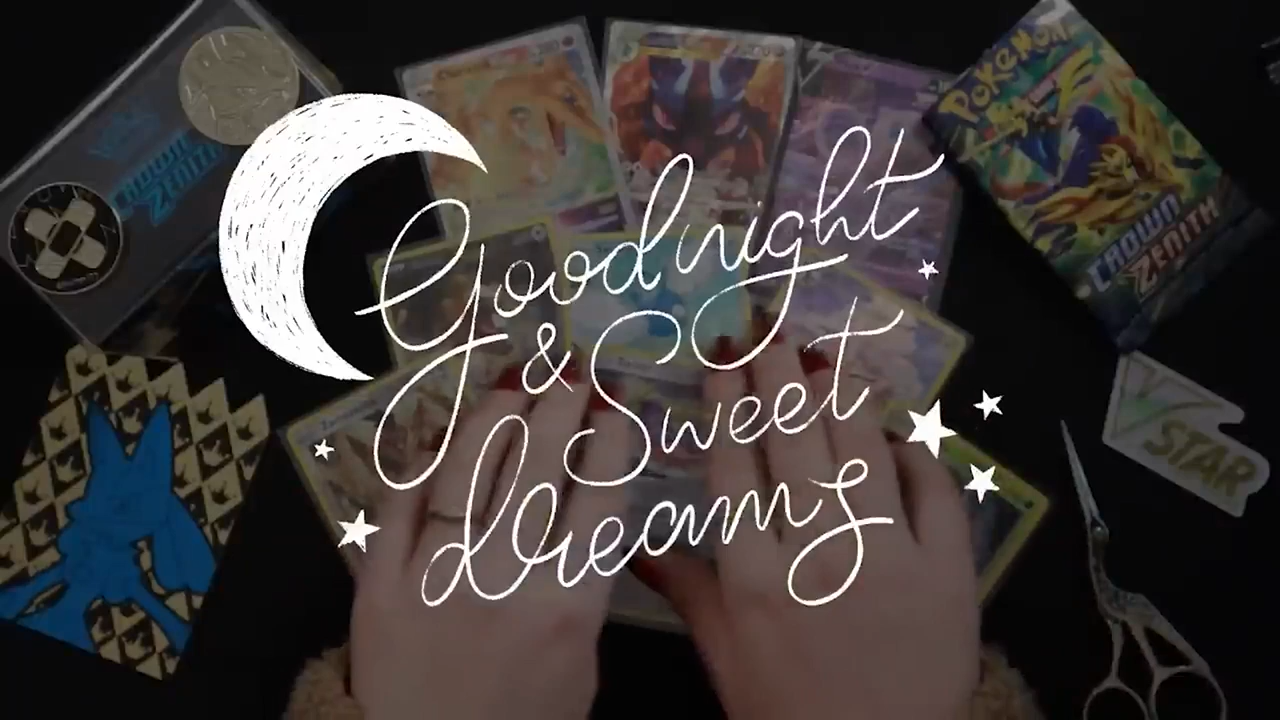 Goodnight
& Sweet
dreams
POKéMON
CROWN
ZENITH
CROWN
ZENITH
V
STAR